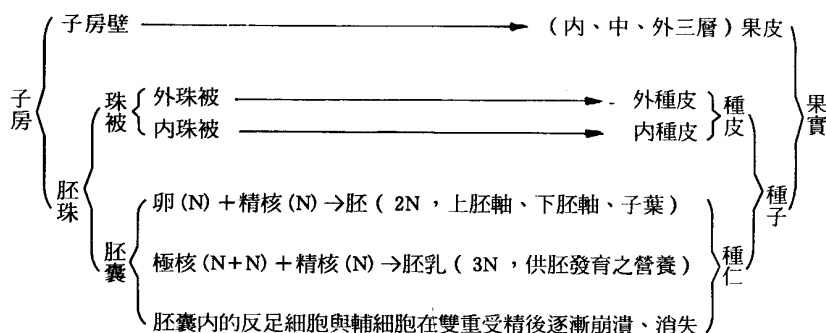 子房
子房壁 → (內、中、外三層)果皮
果實
胚珠
珠被
外珠被 → 外種皮
內珠被 → 內種皮
種皮
種子
胚囊
卵(N)+精核(N)→胚( 2N ,上胚軸、下胚軸、子葉)
極核(N+N)+精核(N)→胚乳( 3N ,供胚發育之營養)
胚囊內的反足細胞與輔細胞在雙重受精後逐漸崩潰、消失
種仁